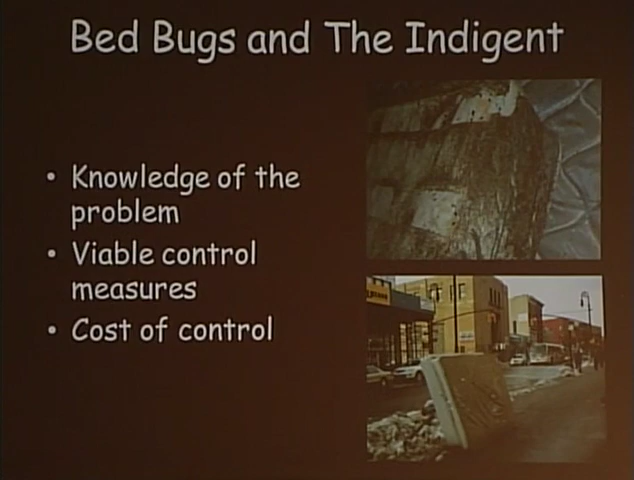 Bed Bugs and The Indigent
• Knowledge of the
problem
• Viable control
measures
• Cost of control